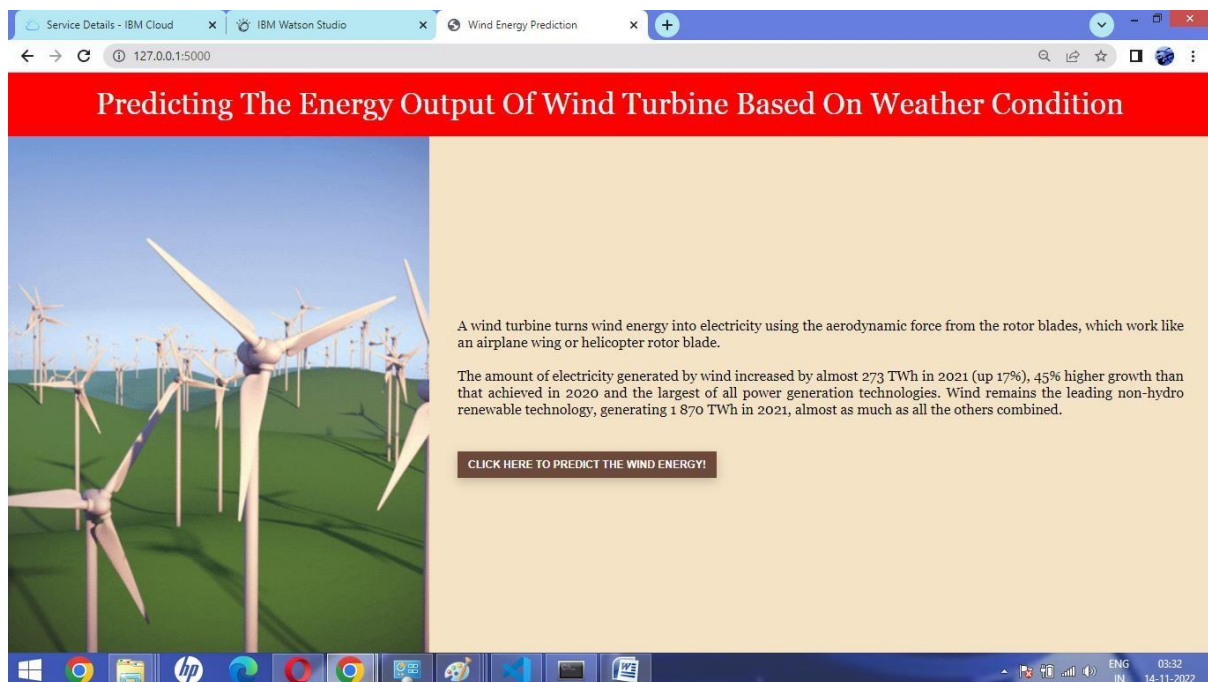 Service Details - IBM Cloud
IBM Watson Studio
Wind Energy Prediction
127.0.0.1:5000
Predicting The Energy Output Of Wind Turbine Based On Weather Condition
A wind turbine turns wind energy into electricity using the aerodynamic force from the rotor blades, which work like
an airplane wing or helicopter rotor blade.
The amount of electricity generated by wind increased by almost 273 TWh in 2021 (up 17%), 45% higher growth than
that achieved in 2020 and the largest of all power generation technologies. Wind remains the leading non-hydro
renewable technology, generating 1 870 TWh in 2021, almost as much as all the others combined.
CLICK HERE TO PREDICT THE WIND ENERGY!
hp
ENG 03:32
IN 14-11-2022